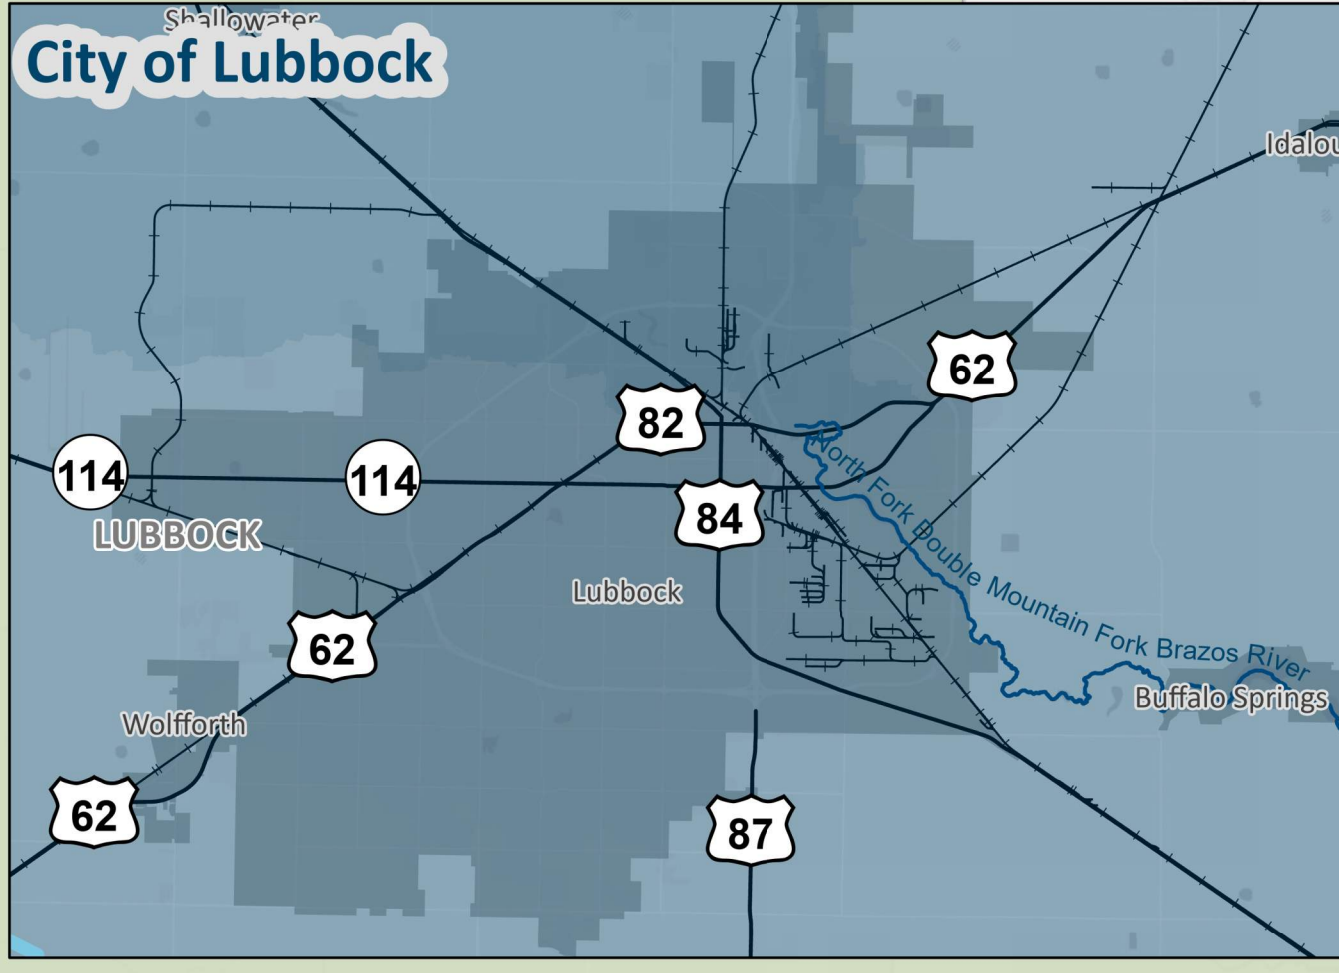 Shallowater
City of Lubbock
Idalou
62
82
114
114
84
North Fork Double Mountain Fork Brazos River
LUBBOCK
Lubbock
62
Buffalo Springs
Wolfforth
62
87